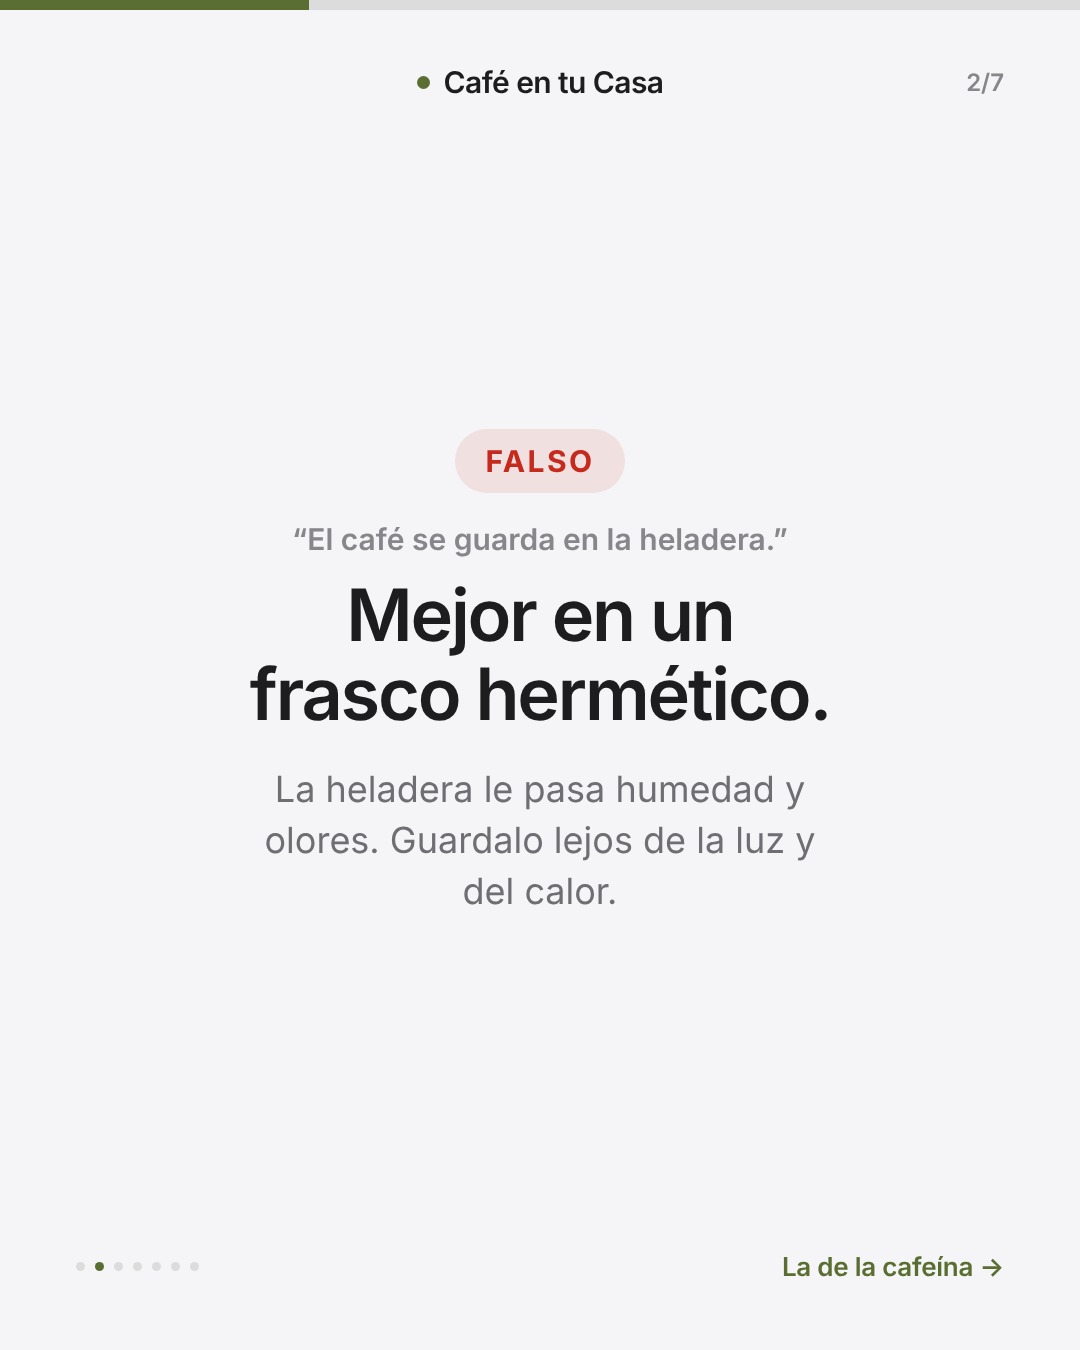 Café en tu Casa
2/7
FALSO
“El café se guarda en la heladera.”
Mejor en un
frasco hermético.
La heladera le pasa humedad y
olores. Guardalo lejos de la luz y
del calor.
La de la cafeína →